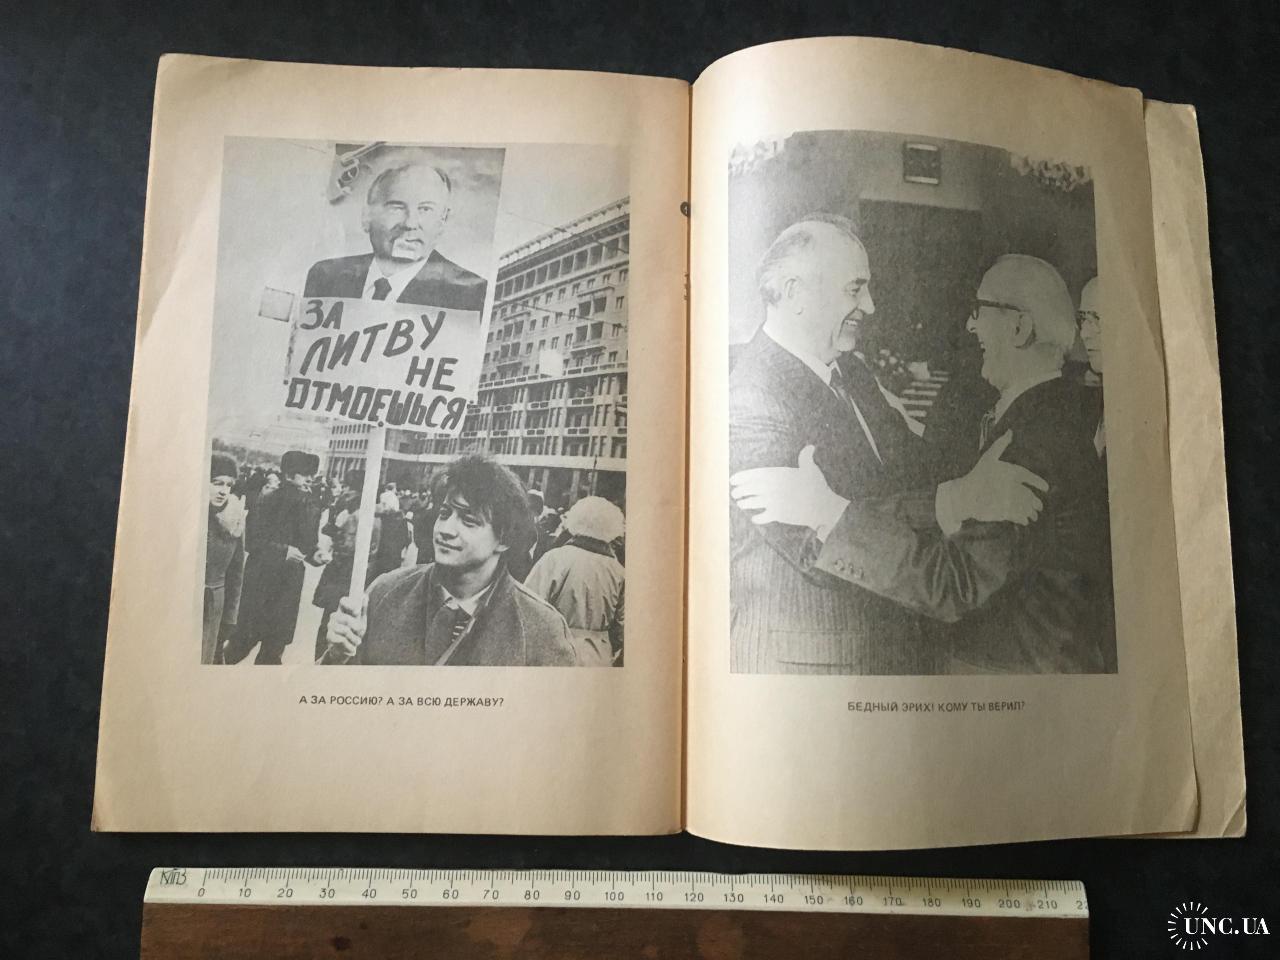 ЗА
ЛИТВУ
НЕ
ОТМОЕШЬСЯ
А ЗА РОССИЮ? А ЗА ВСЮ ДЕРЖАВУ?
БЕДНЫЙ ЭРИХ! КОМУ ТЫ ВЕРИЛ?
0 10 20 30 40 50 60 70 80 90 100 110 120 130 140 150 160 170 180 190 200 210
UNC.UA